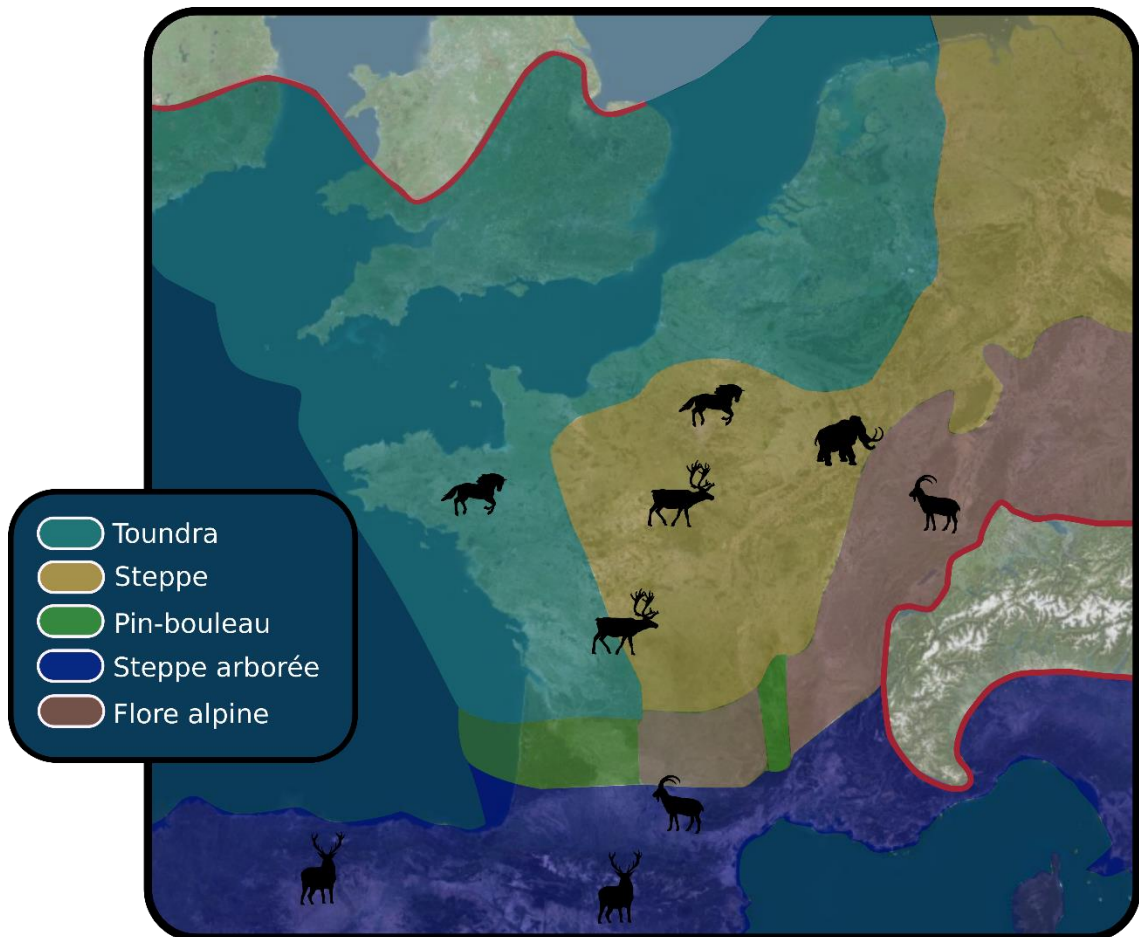 Toundra
Steppe
Pin-bouleau
Steppe arborée
Flore alpine